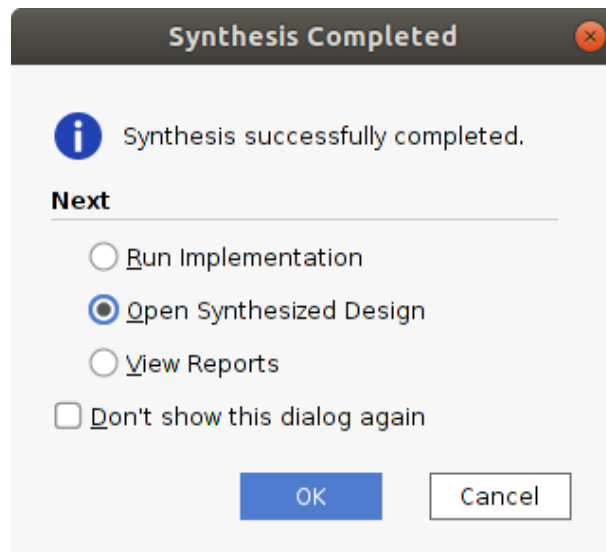 Synthesis Completed
Synthesis successfully completed.
Next
Run Implementation
Open Synthesized Design
View Reports
Don't show this dialog again
OK
Cancel